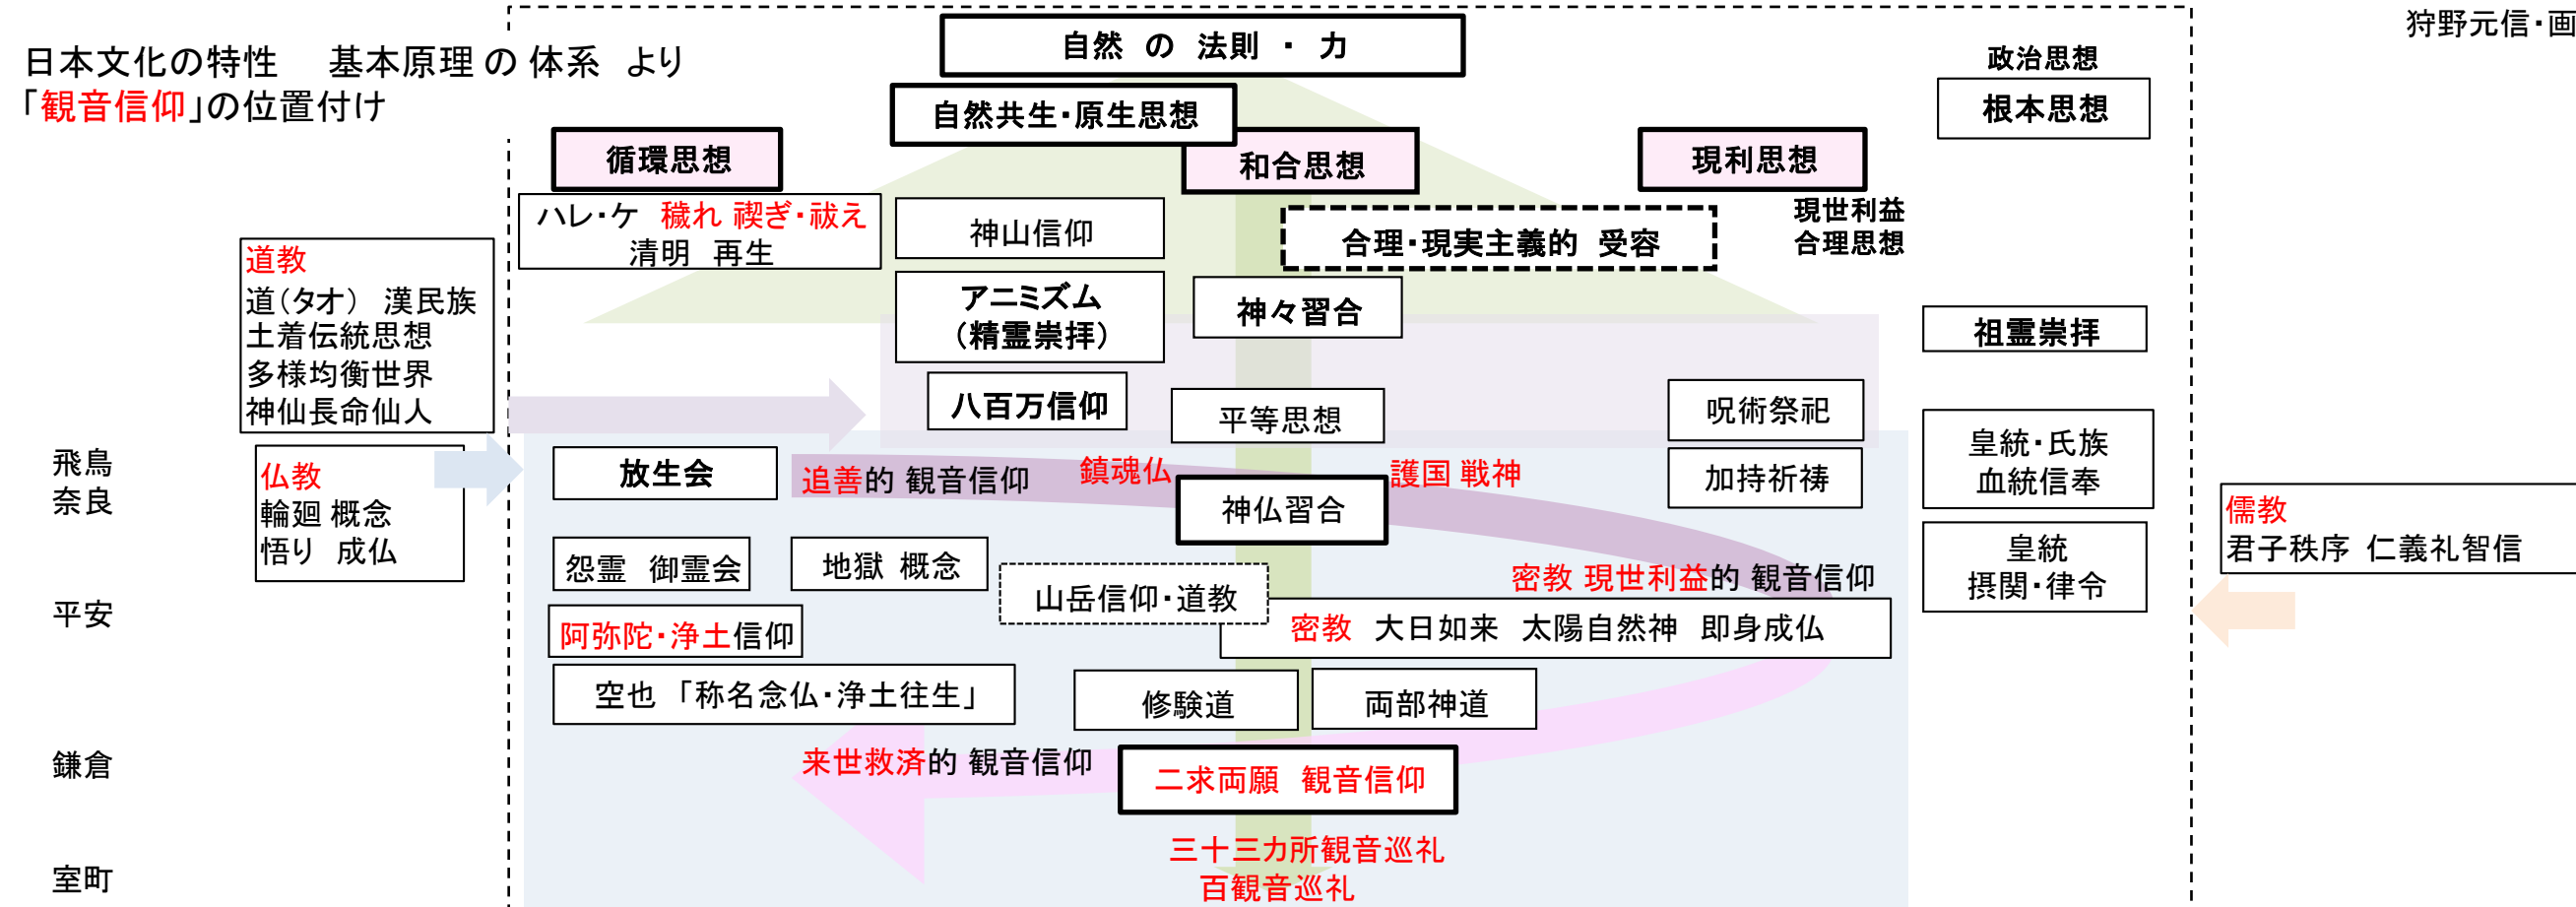 狩野元信・画
日本文化の特性　基本原理 の 体系 より
「観音信仰」の位置付け
自然 の 法則 ・ 力
政治思想
根本思想
自然共生・原生思想
循環思想
和合思想
現利思想
ハレ・ケ 穢れ 禊ぎ・祓え
清明 再生
神山信仰
合理・現実主義的 受容
現世利益
合理思想
道教
道（タオ） 漢民族
土着伝統思想
多様均衡世界
神仙長命仙人
アニミズム
（精霊崇拝）
神々習合
祖霊崇拝
八百万信仰
平等思想
呪術祭祀
皇統・氏族
血統信奉
飛鳥
奈良
仏教
輪廻 概念
悟り 成仏
放生会
追善的 観音信仰
鎮魂仏
護国 戦神
加持祈祷
神仏習合
儒教
君子秩序 仁義礼智信
皇統
摂関・律令
怨霊 御霊会
地獄 概念
山岳信仰・道教
密教 現世利益的 観音信仰
平安
阿弥陀・浄土信仰
密教 大日如来 太陽自然神 即身成仏
空也 「称名念仏・浄土往生」
修験道
両部神道
鎌倉
来世救済的 観音信仰
二求両願 観音信仰
三十三カ所観音巡礼
百観音巡礼
室町